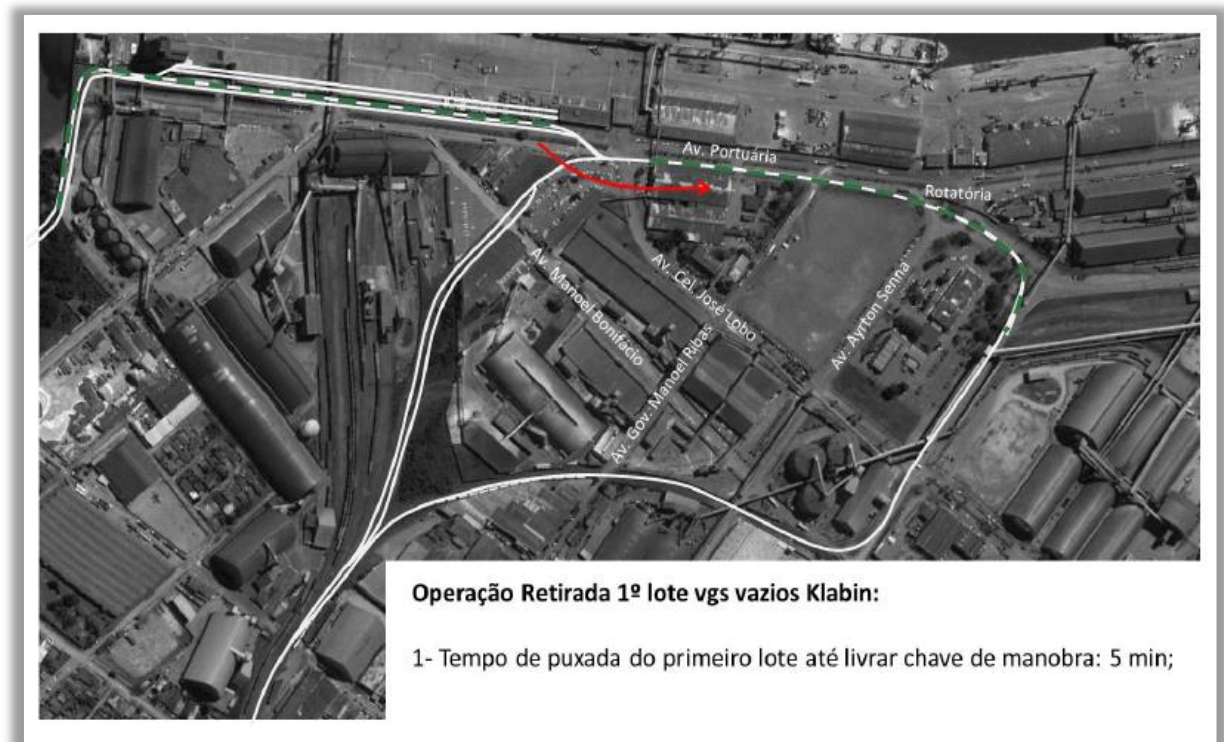 Av. Portuária
Rotatória
Av. Manoel Bonifácio
Av. Cel. José Lobo
Av. Gov. Manoel Ribas
Av. Ayrton Senna
Operação Retirada 1º lote vgs vazios Klabin:
1- Tempo de puxada do primeiro lote até livrar chave de manobra: 5 min;